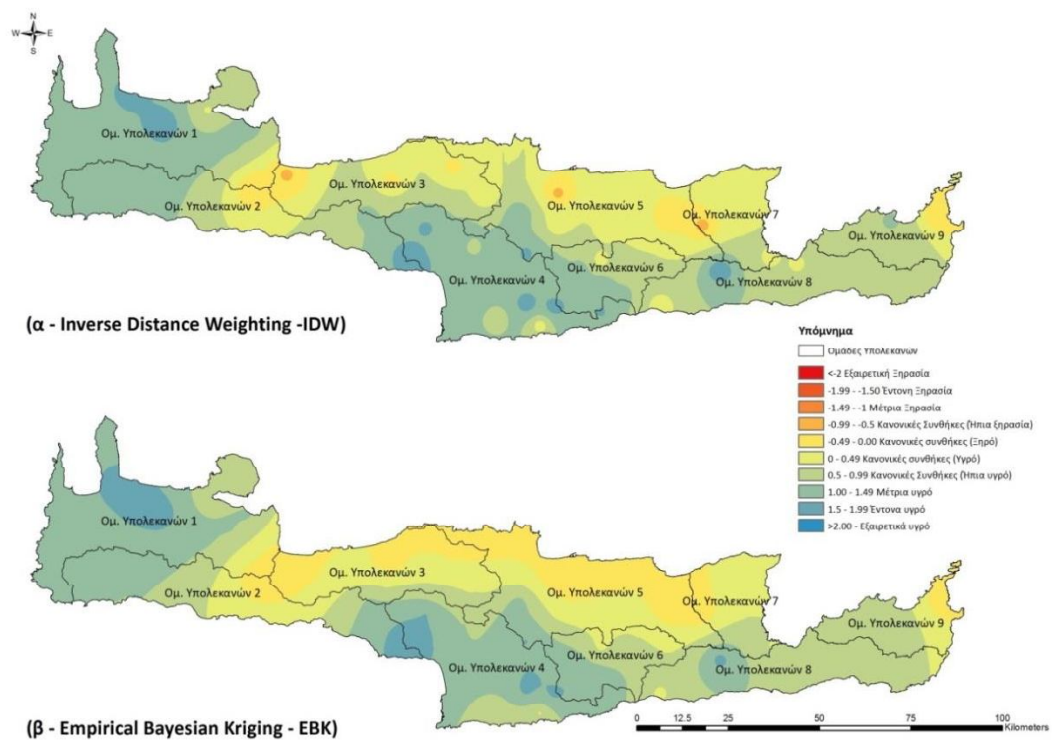 N
W E
S
Ομ. Υπολεκανών 1
Ομ. Υπολεκανών 2
Ομ. Υπολεκανών 3
Ομ. Υπολεκανών 4
Ομ. Υπολεκανών 5
Ομ. Υπολεκανών 6
Ομ. Υπολεκανών 7
Ομ. Υπολεκανών 8
Ομ. Υπολεκανών 9
(α - Inverse Distance Weighting -IDW)
Υπόμνημα
Ομάδες Υπολεκανών
<-2 Εξαιρετική Ξηρασία
-1.99 - -1.50 Έντονη Ξηρασία
-1.49 - -1 Μέτρια Ξηρασία
-0.99 - -0.5 Κανονικές Συνθήκες (Ήπια ξηρασία)
-0.49 - 0.00 Κανονικές συνθήκες (Ξηρό)
0 - 0.49 Κανονικές συνθήκες (Υγρό)
0.5 - 0.99 Κανονικές Συνθήκες (Ήπια υγρό)
1.00 - 1.49 Μέτρια υγρό
1.5 - 1.99 Έντονα υγρό
>2.00 - Εξαιρετικά υγρό
Ομ. Υπολεκανών 1
Ομ. Υπολεκανών 2
Ομ. Υπολεκανών 3
Ομ. Υπολεκανών 4
Ομ. Υπολεκανών 5
Ομ. Υπολεκανών 6
Ομ. Υπολεκανών 7
Ομ. Υπολεκανών 8
Ομ. Υπολεκανών 9
(β - Empirical Bayesian Kriging - EBK)
0 12.5 25 50 75 100
Kilometers